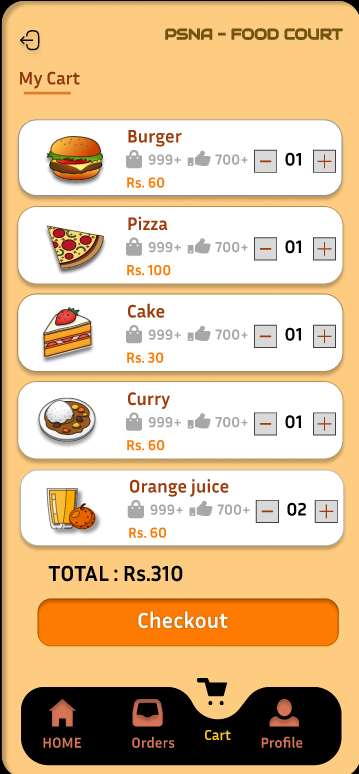 PSNA - FOOD COURT
My Cart
Burger
999+ 700+ − 01 +
Rs. 60
Pizza
999+ 700+ − 01 +
Rs. 100
Cake
999+ 700+ − 01 +
Rs. 30
Curry
999+ 700+ − 01 +
Rs. 60
Orange juice
999+ 700+ − 02 +
Rs. 60
TOTAL : Rs.310
Checkout
HOME Orders Cart Profile